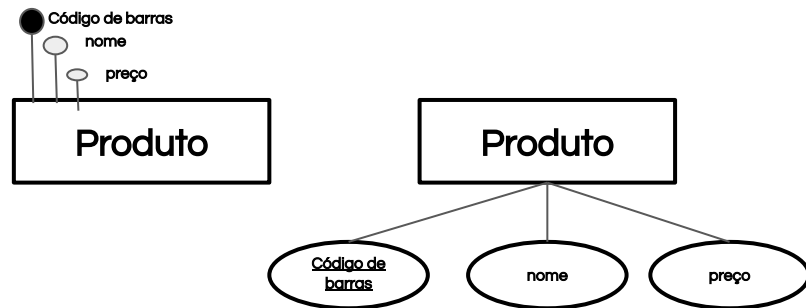 Código de barras
nome
preço
Produto
Produto
Código de
barras
nome
preço